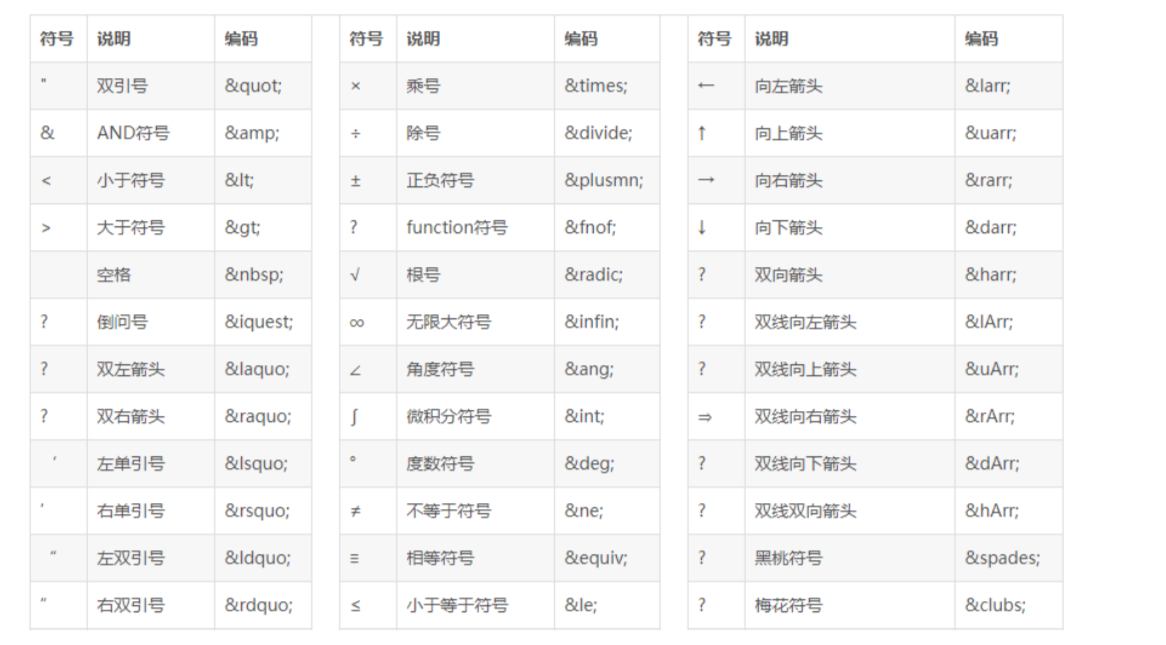 符号 说明 编码 符号 说明 编码 符号 说明 编码
" 双引号 &quot; × 乘号 &times; ← 向左箭头 &larr;
& AND符号 &amp; ÷ 除号 &divide; ↑ 向上箭头 &uarr;
< 小于符号 &lt; ± 正负符号 &plusmn; → 向右箭头 &rarr;
> 大于符号 &gt; ? function符号 &fnof; ↓ 向下箭头 &darr;
空格 &nbsp; √ 根号 &radic; ? 双向箭头 &harr;
? 倒问号 &iquest; ∞ 无限大符号 &infin; ? 双线向左箭头 &lArr;
? 双左箭头 &laquo; ∠ 角度符号 &ang; ? 双线向上箭头 &uArr;
? 双右箭头 &raquo; ∫ 微积分符号 &int; ⇒ 双线向右箭头 &rArr;
‘ 左单引号 &lsquo; ° 度数符号 &deg; ? 双线向下箭头 &dArr;
’ 右单引号 &rsquo; ≠ 不等于符号 &ne; ? 双线双向箭头 &hArr;
“ 左双引号 &ldquo; ≡ 相等符号 &equiv; ? 黑桃符号 &spades;
” 右双引号 &rdquo; ≤ 小于等于符号 &le; ? 梅花符号 &clubs;